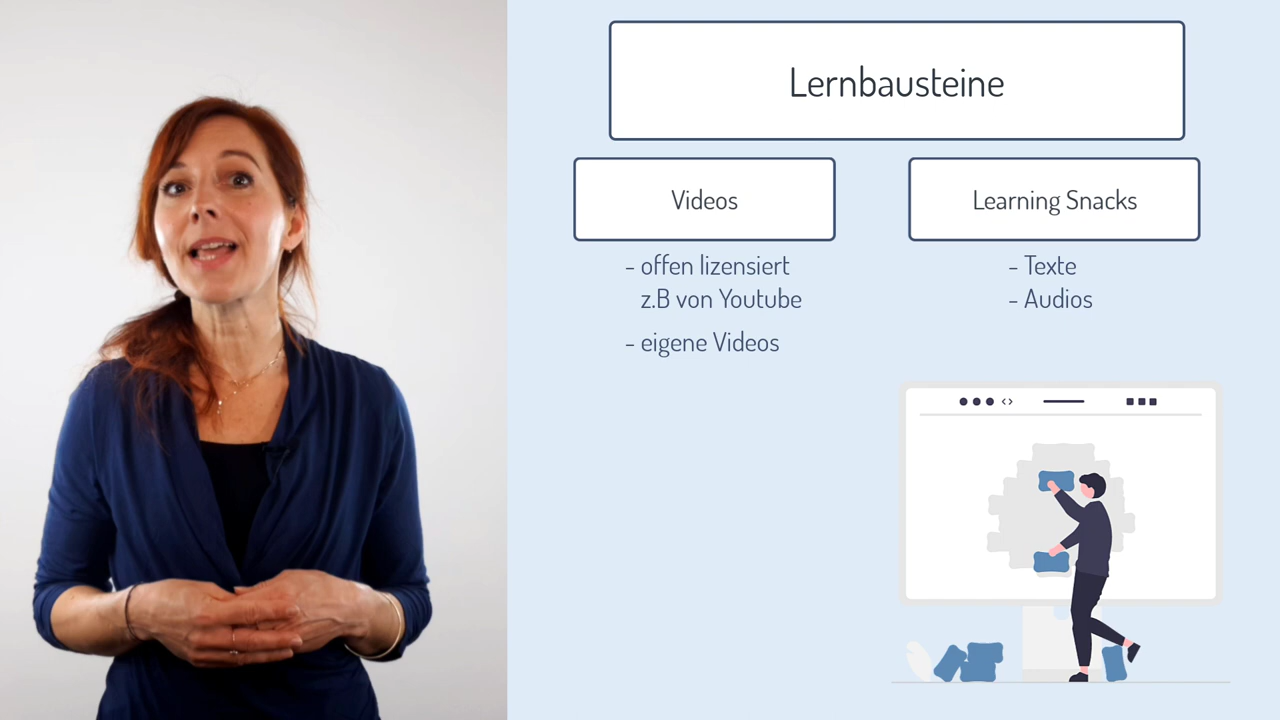 Lernbausteine
Videos
- offen lizensiert
z.B von Youtube
- eigene Videos
Learning Snacks
- Texte
- Audios